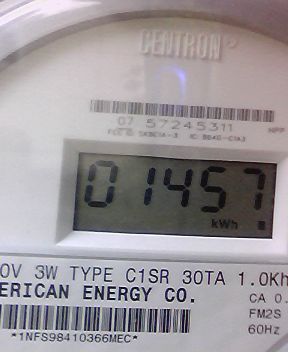 CENTRON®
07 57245311
01457
kWh
0V 3W TYPE C1SR 30TA 1.0Kh
ERICAN ENERGY CO.
CA 0.
FM2S
60Hz
*1NFS98410366MEC*